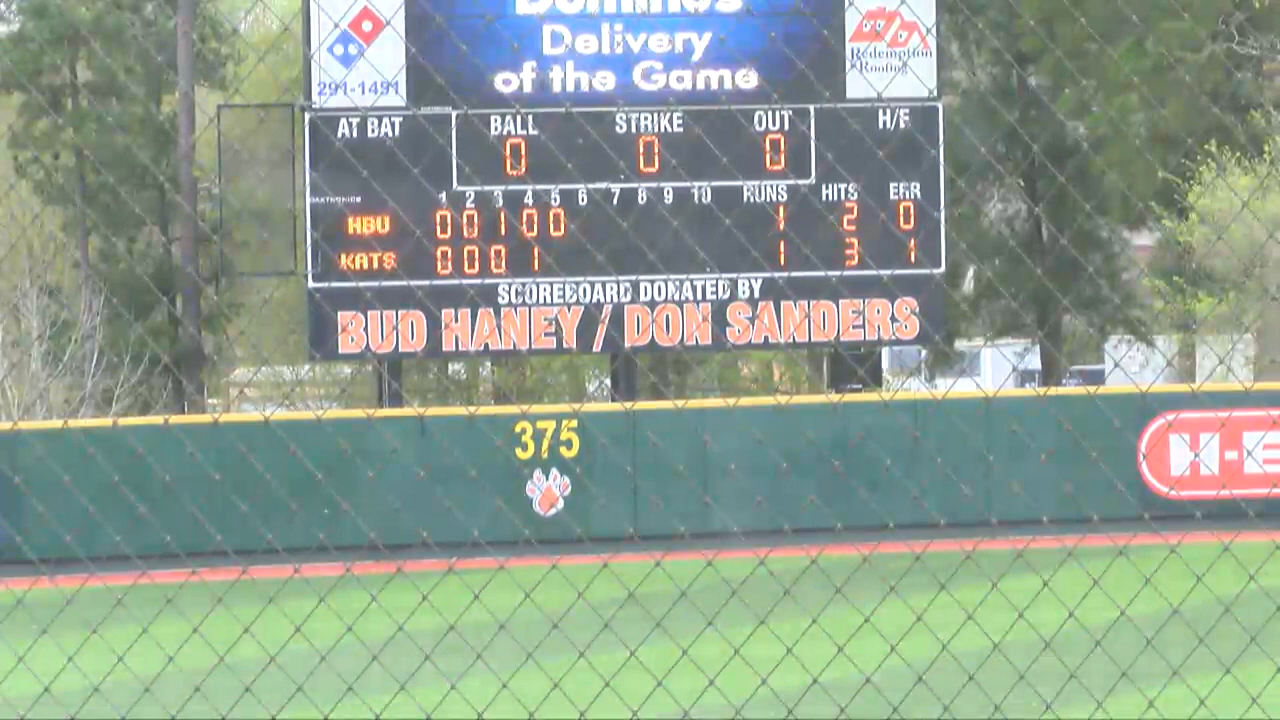 Domino's
Delivery
of the Game
291-1491
Redemption
Roofing
AT BAT BALL STRIKE OUT H/E
0 0 0
1 2 3 4 5 6 7 8 9 10 RUNS HITS ERR
HBU 0 0 1 0 0 1 2 0
KATS 0 0 0 1 1 3 1
SCOREBOARD DONATED BY
BUD HANEY / DON SANDERS
375
H-E